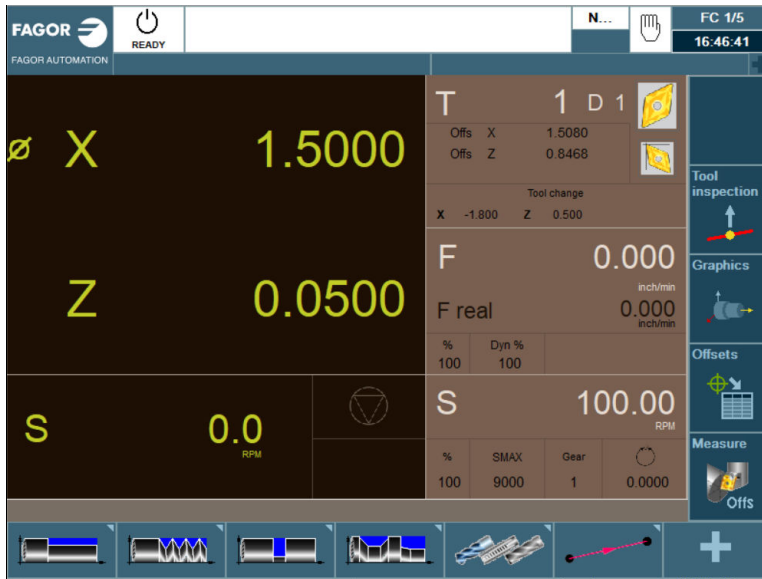 FAGOR
FAGOR AUTOMATION
READY
N...
FC 1/5
16:46:41
Ø X 1.5000
Z 0.0500
S 0.0
RPM
T 1 D 1
Offs X 1.5080
Offs Z 0.8468
Tool change
X -1.800 Z 0.500
F 0.000
inch/min
F real 0.000
inch/min
% Dyn %
100 100
S 100.00
RPM
% SMAX Gear
100 9000 1 0.0000
Tool
inspection
Graphics
Offsets
Measure
Offs